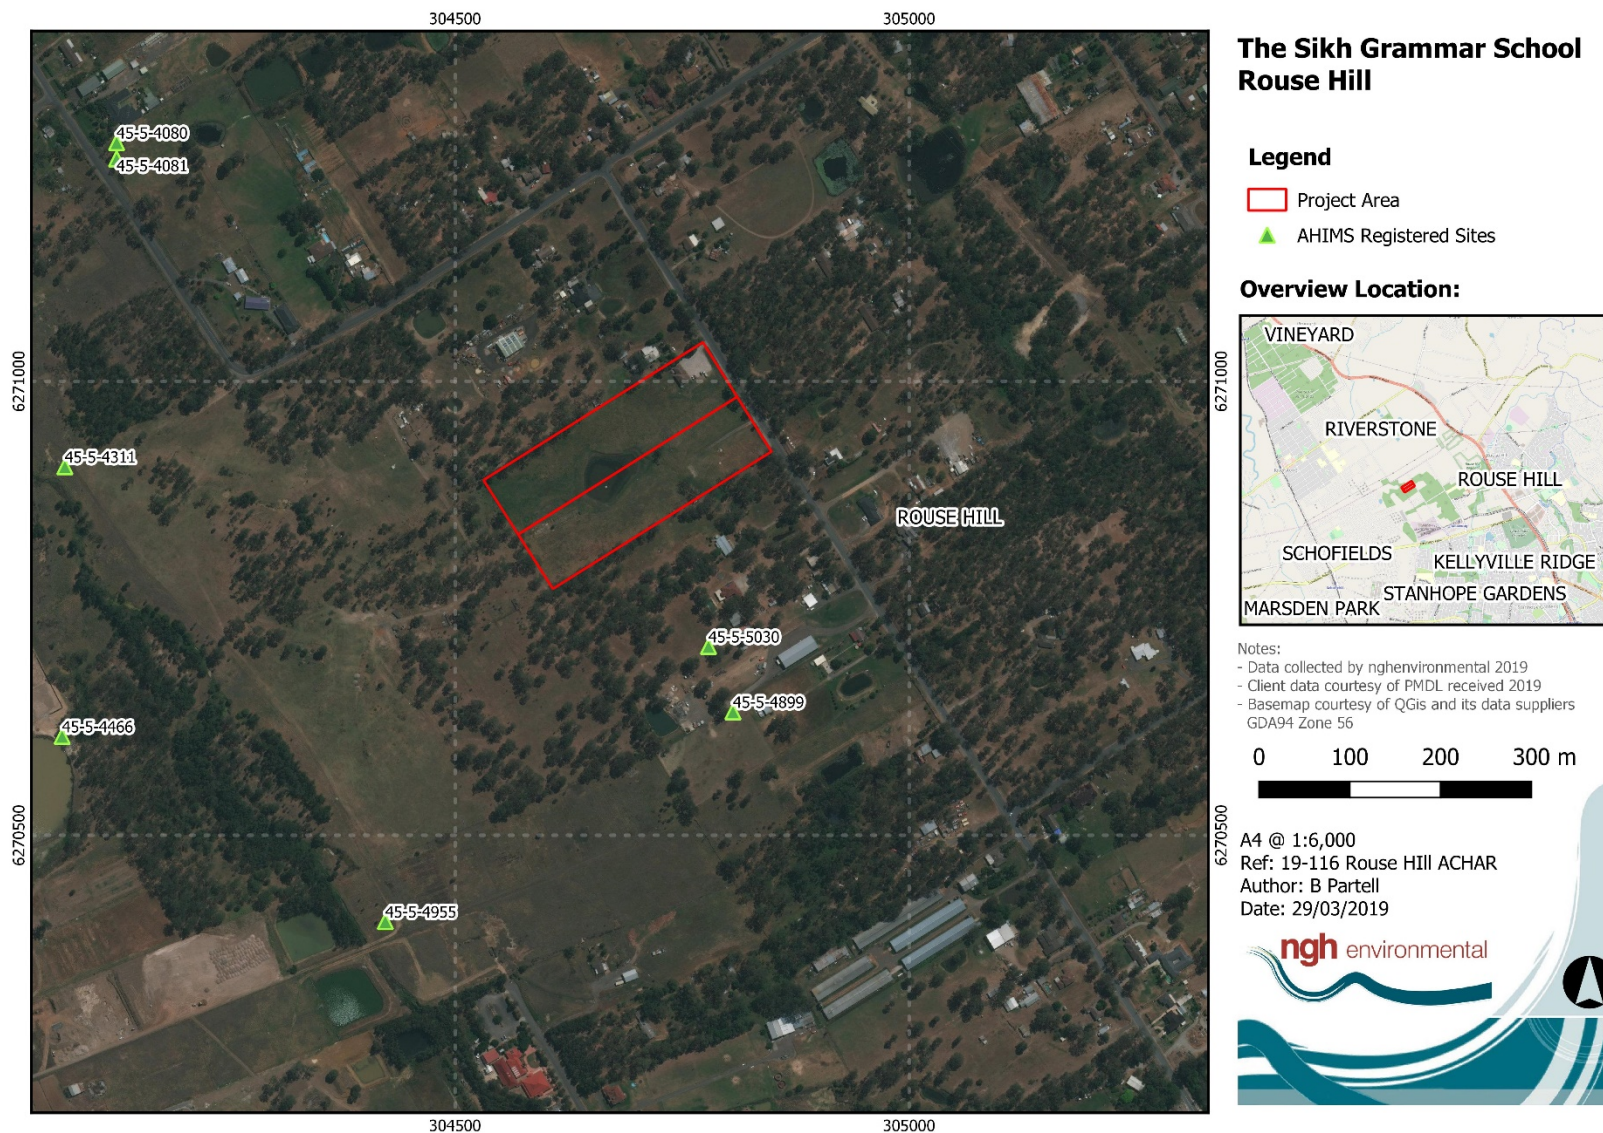 304500
305000
The Sikh Grammar School
Rouse Hill
45-5-4080
45-5-4081
Legend
Project Area
AHIMS Registered Sites
Overview Location:
6271000
6271000
VINEYARD
RIVERSTONE
ROUSE HILL
SCHOFIELDS
KELLYVILLE RIDGE
STANHOPE GARDENS
MARSDEN PARK
45-5-4311
ROUSE HILL
45-5-5030
45-5-4899
45-5-4466
Notes:
- Data collected by nghenvironmental 2019
- Client data courtesy of PMDL received 2019
- Basemap courtesy of QGis and its data suppliers
GDA94 Zone 56
0 100 200 300 m
6270500
6270500
A4 @ 1:6,000
Ref: 19-116 Rouse HIll ACHAR
Author: B Partell
Date: 29/03/2019
45-5-4955
ngh environmental
304500
305000